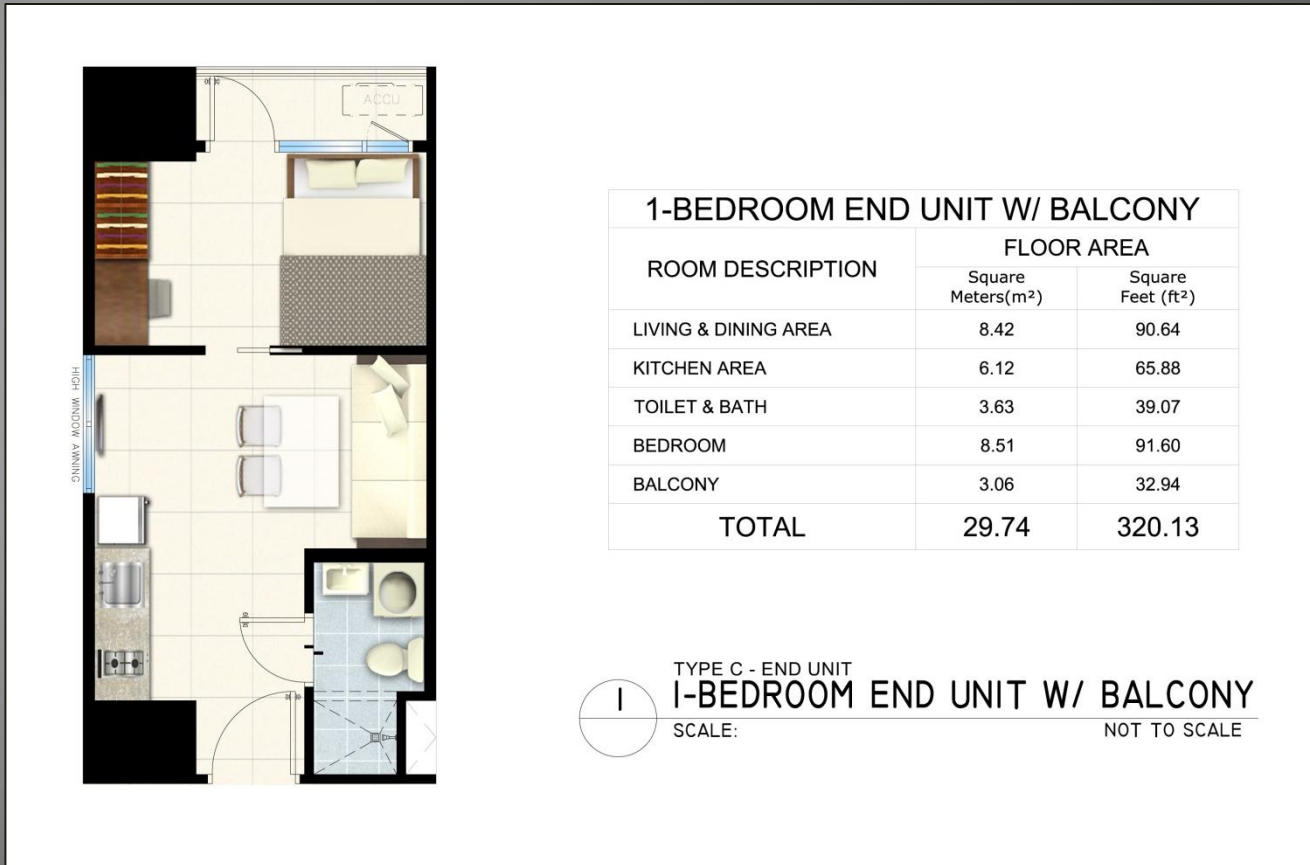 ACCU
HIGH WINDOW AWNING
1-BEDROOM END UNIT W/ BALCONY
ROOM DESCRIPTION
FLOOR AREA
Square Meters(m²)
Square Feet (ft²)
LIVING & DINING AREA 8.42 90.64
KITCHEN AREA 6.12 65.88
TOILET & BATH 3.63 39.07
BEDROOM 8.51 91.60
BALCONY 3.06 32.94
TOTAL 29.74 320.13
TYPE C - END UNIT
1 1-BEDROOM END UNIT W/ BALCONY
SCALE: NOT TO SCALE